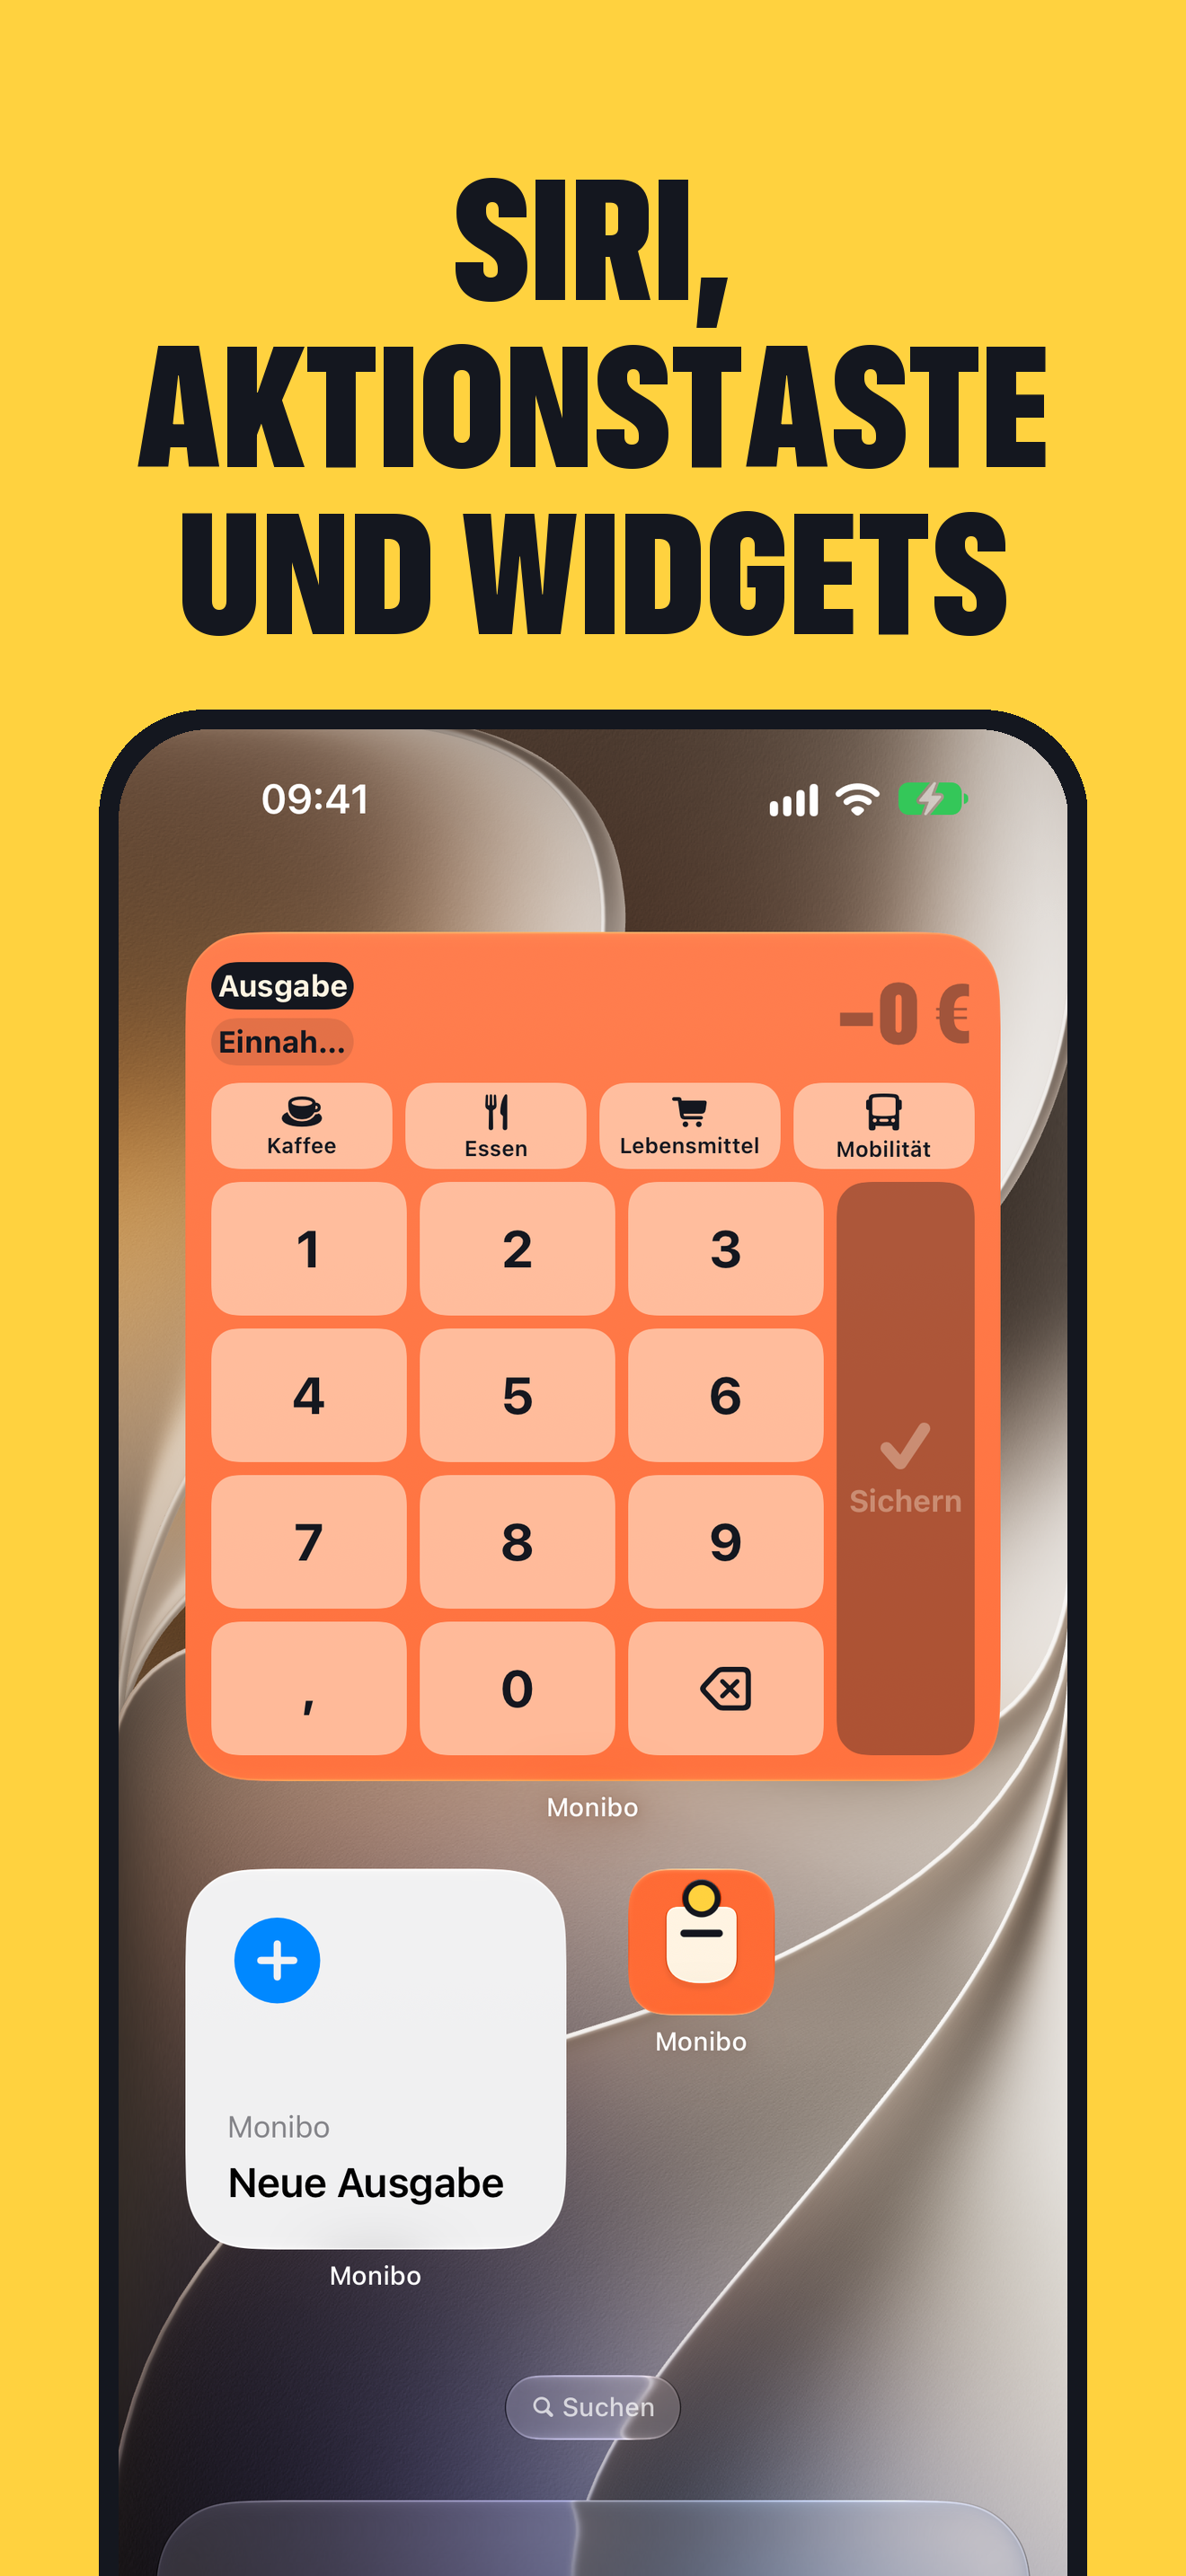 SIRI,
AKTIONSTASTE
UND WIDGETS
09:41
Ausgabe
Einnah...
-0 €
Kaffee
Essen
Lebensmittel
Mobilität
1
2
3
4
5
6
Sichern
7
8
9
,
0
Monibo
Monibo
Monibo
Neue Ausgabe
Monibo
Suchen